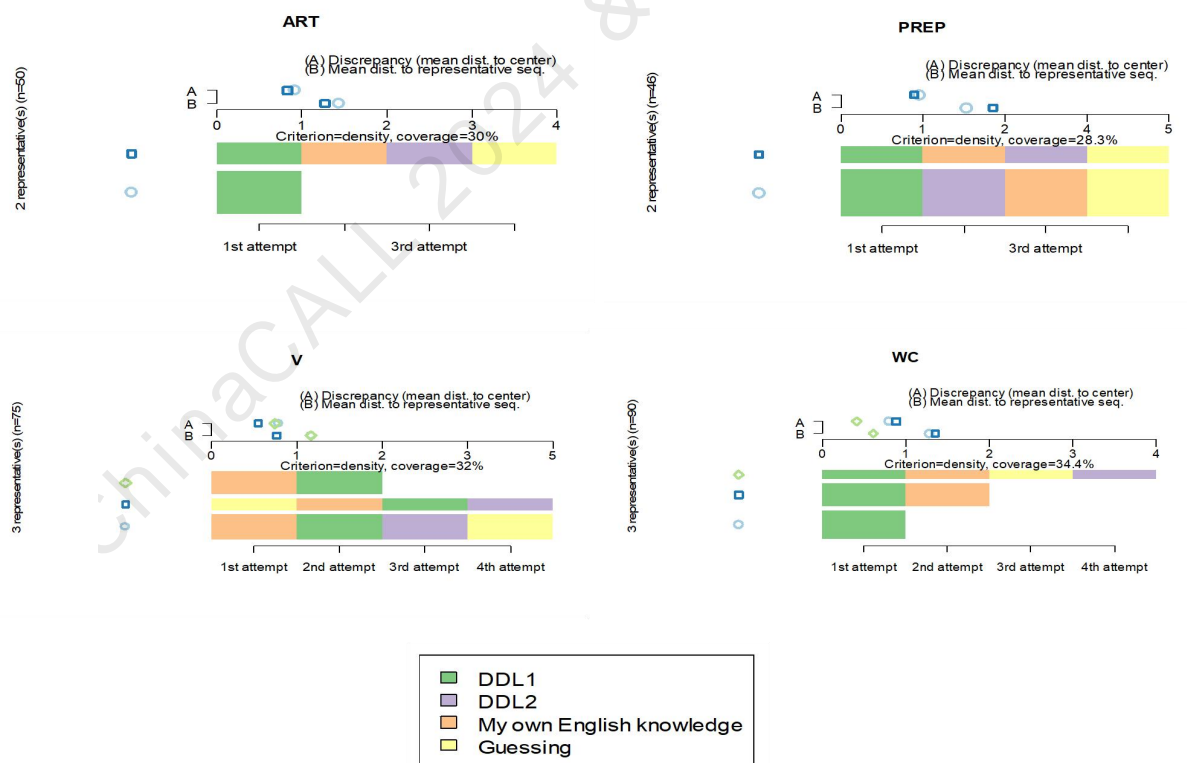 ART
(A) Discrepancy (mean dist. to center)
(B) Mean dist. to representative seq.
2 representative(s) (n=50)
A
B
0 1 2 3 4
Criterion=density, coverage=30%
1st attempt 3rd attempt
PREP
(A) Discrepancy (mean dist. to center)
(B) Mean dist. to representative seq.
2 representative(s) (n=46)
A
B
0 1 2 3 4 5
Criterion=density, coverage=28.3%
1st attempt 3rd attempt
V
(A) Discrepancy (mean dist. to center)
(B) Mean dist. to representative seq.
3 representative(s) (n=75)
A
B
0 1 2 3 5
Criterion=density, coverage=32%
1st attempt 2nd attempt 3rd attempt 4th attempt
WC
(A) Discrepancy (mean dist. to center)
(B) Mean dist. to representative seq.
3 representative(s) (n=90)
A
B
0 1 2 3 4
Criterion=density, coverage=34.4%
1st attempt 2nd attempt 3rd attempt 4th attempt
DDL1
DDL2
My own English knowledge
Guessing
ChinaCALL 2024 &